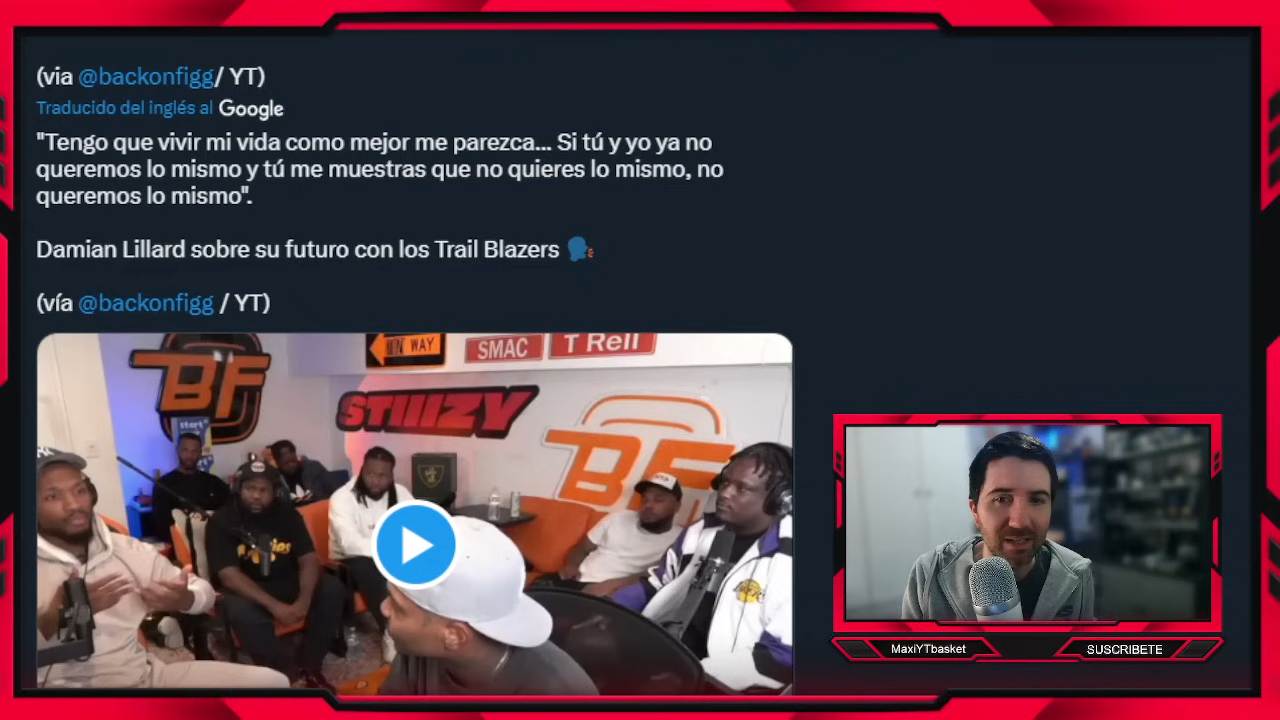 (via @backonfigg/ YT)
Traducido del inglés al Google
"Tengo que vivir mi vida como mejor me parezca... Si tú y yo ya no
queremos lo mismo y tú me muestras que no quieres lo mismo, no
queremos lo mismo".
Damian Lillard sobre su futuro con los Trail Blazers
(vía @backonfigg / YT)
WAY
SMAC
T Rell
BF
STIIIZY
BF
MaxiYTbasket
SUSCRIBETE